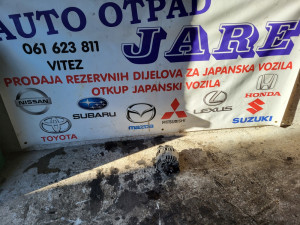 AUTO OTPAD
061 623 811
VITEZ
JARE
PRODAJA REZERVNIH DIJELOVA ZA JAPANSKA VOZILA
OTKUP JAPANSKI VOZILA
NISSAN
SUBARU
mazda
MITSUBISHI
LEXUS
HONDA
TOYOTA
SUZUKI